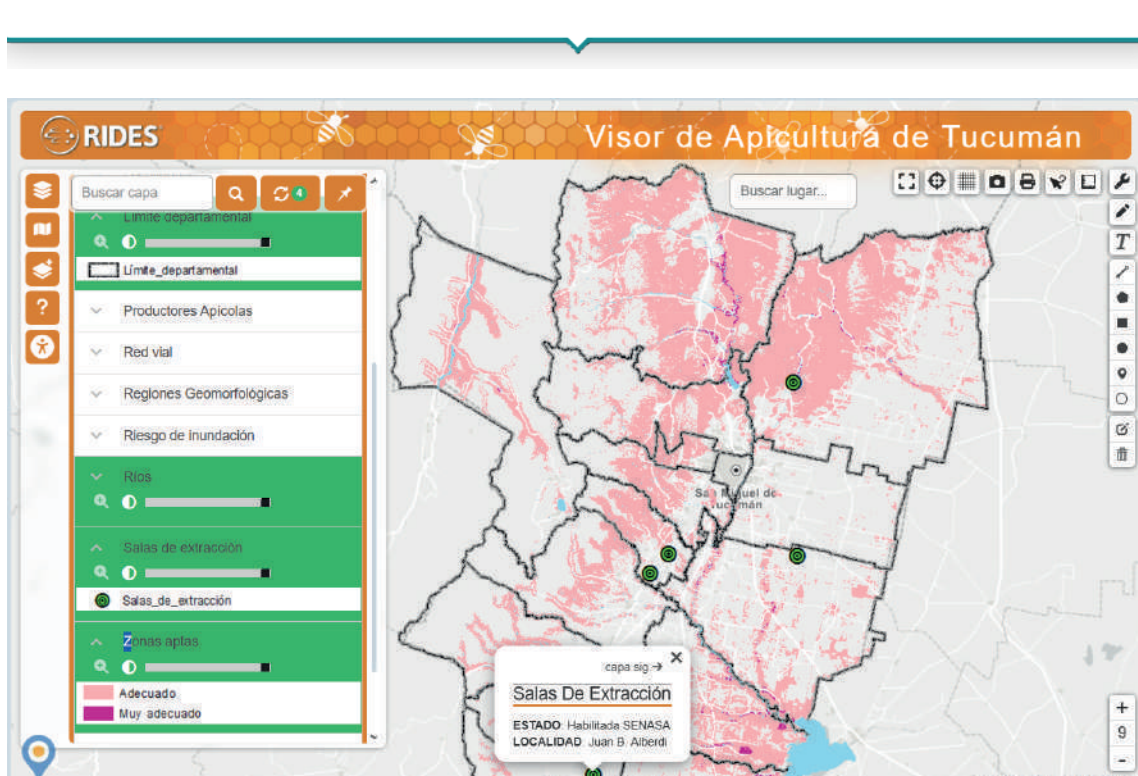 RIDES
Visor de Apicultura de Tucumán
Buscar capa
4
Buscar lugar...
Límite departamental
Límite_departamental
Productores Apícolas
Red vial
Regiones Geomorfológicas
Riesgo de Inundación
Ríos
Salas de extracción
Salas_de_extracción
Zonas aptas
Adecuado
Muy adecuado
T
?
San Miguel de
Tucumán
capa sig →
Salas De Extracción
ESTADO: Habilitada SENASA
LOCALIDAD: Juan B. Alberdi
+
9
-